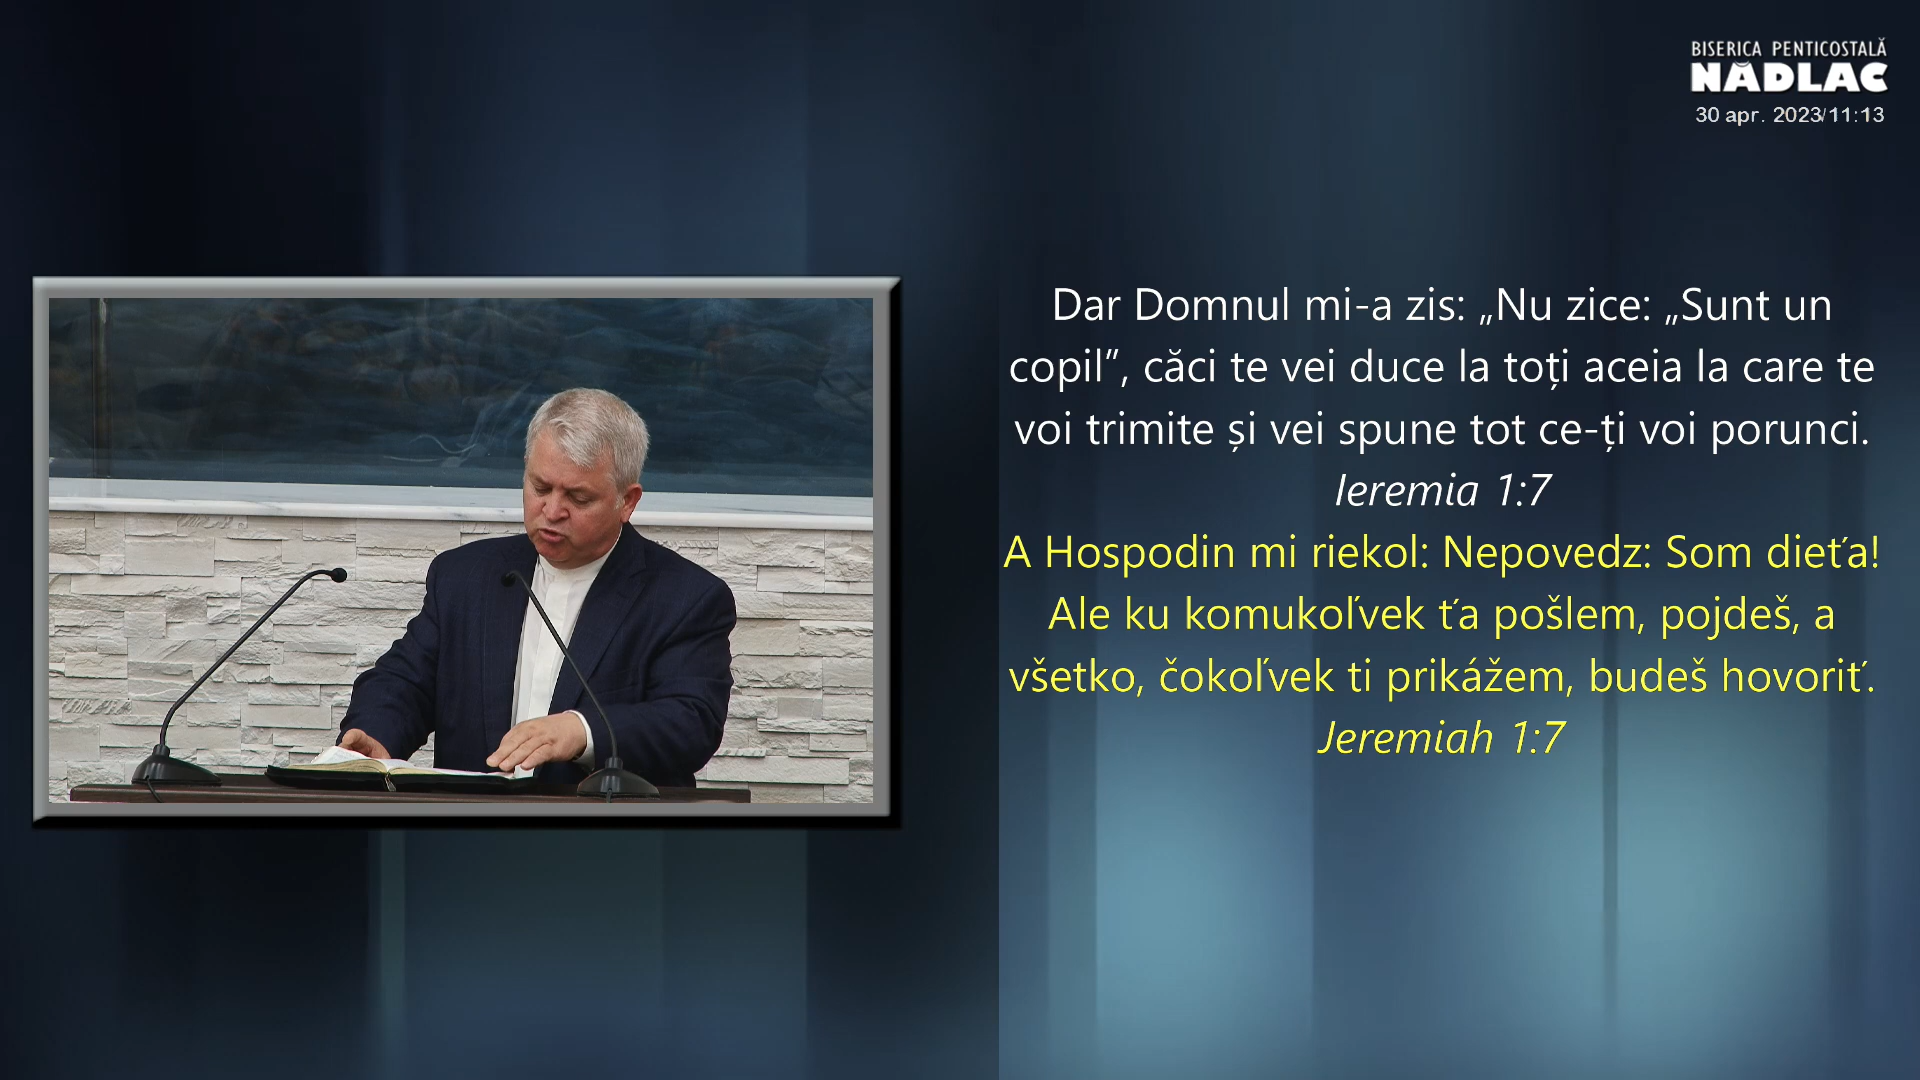 BISERICA PENTICOSTALĂ
NĂDLAC
30 apr. 2023/11:13
Dar Domnul mi-a zis: „Nu zice: „Sunt un
copil”, căci te vei duce la toți aceia la care te
voi trimite și vei spune tot ce-ți voi porunci.
Ieremia 1:7
A Hospodin mi riekol: Nepovedz: Som dieťa!
Ale ku komukoľvek ťa pošlem, pojdeš, a
všetko, čokoľvek ti prikážem, budeš hovoriť.
Jeremiah 1:7